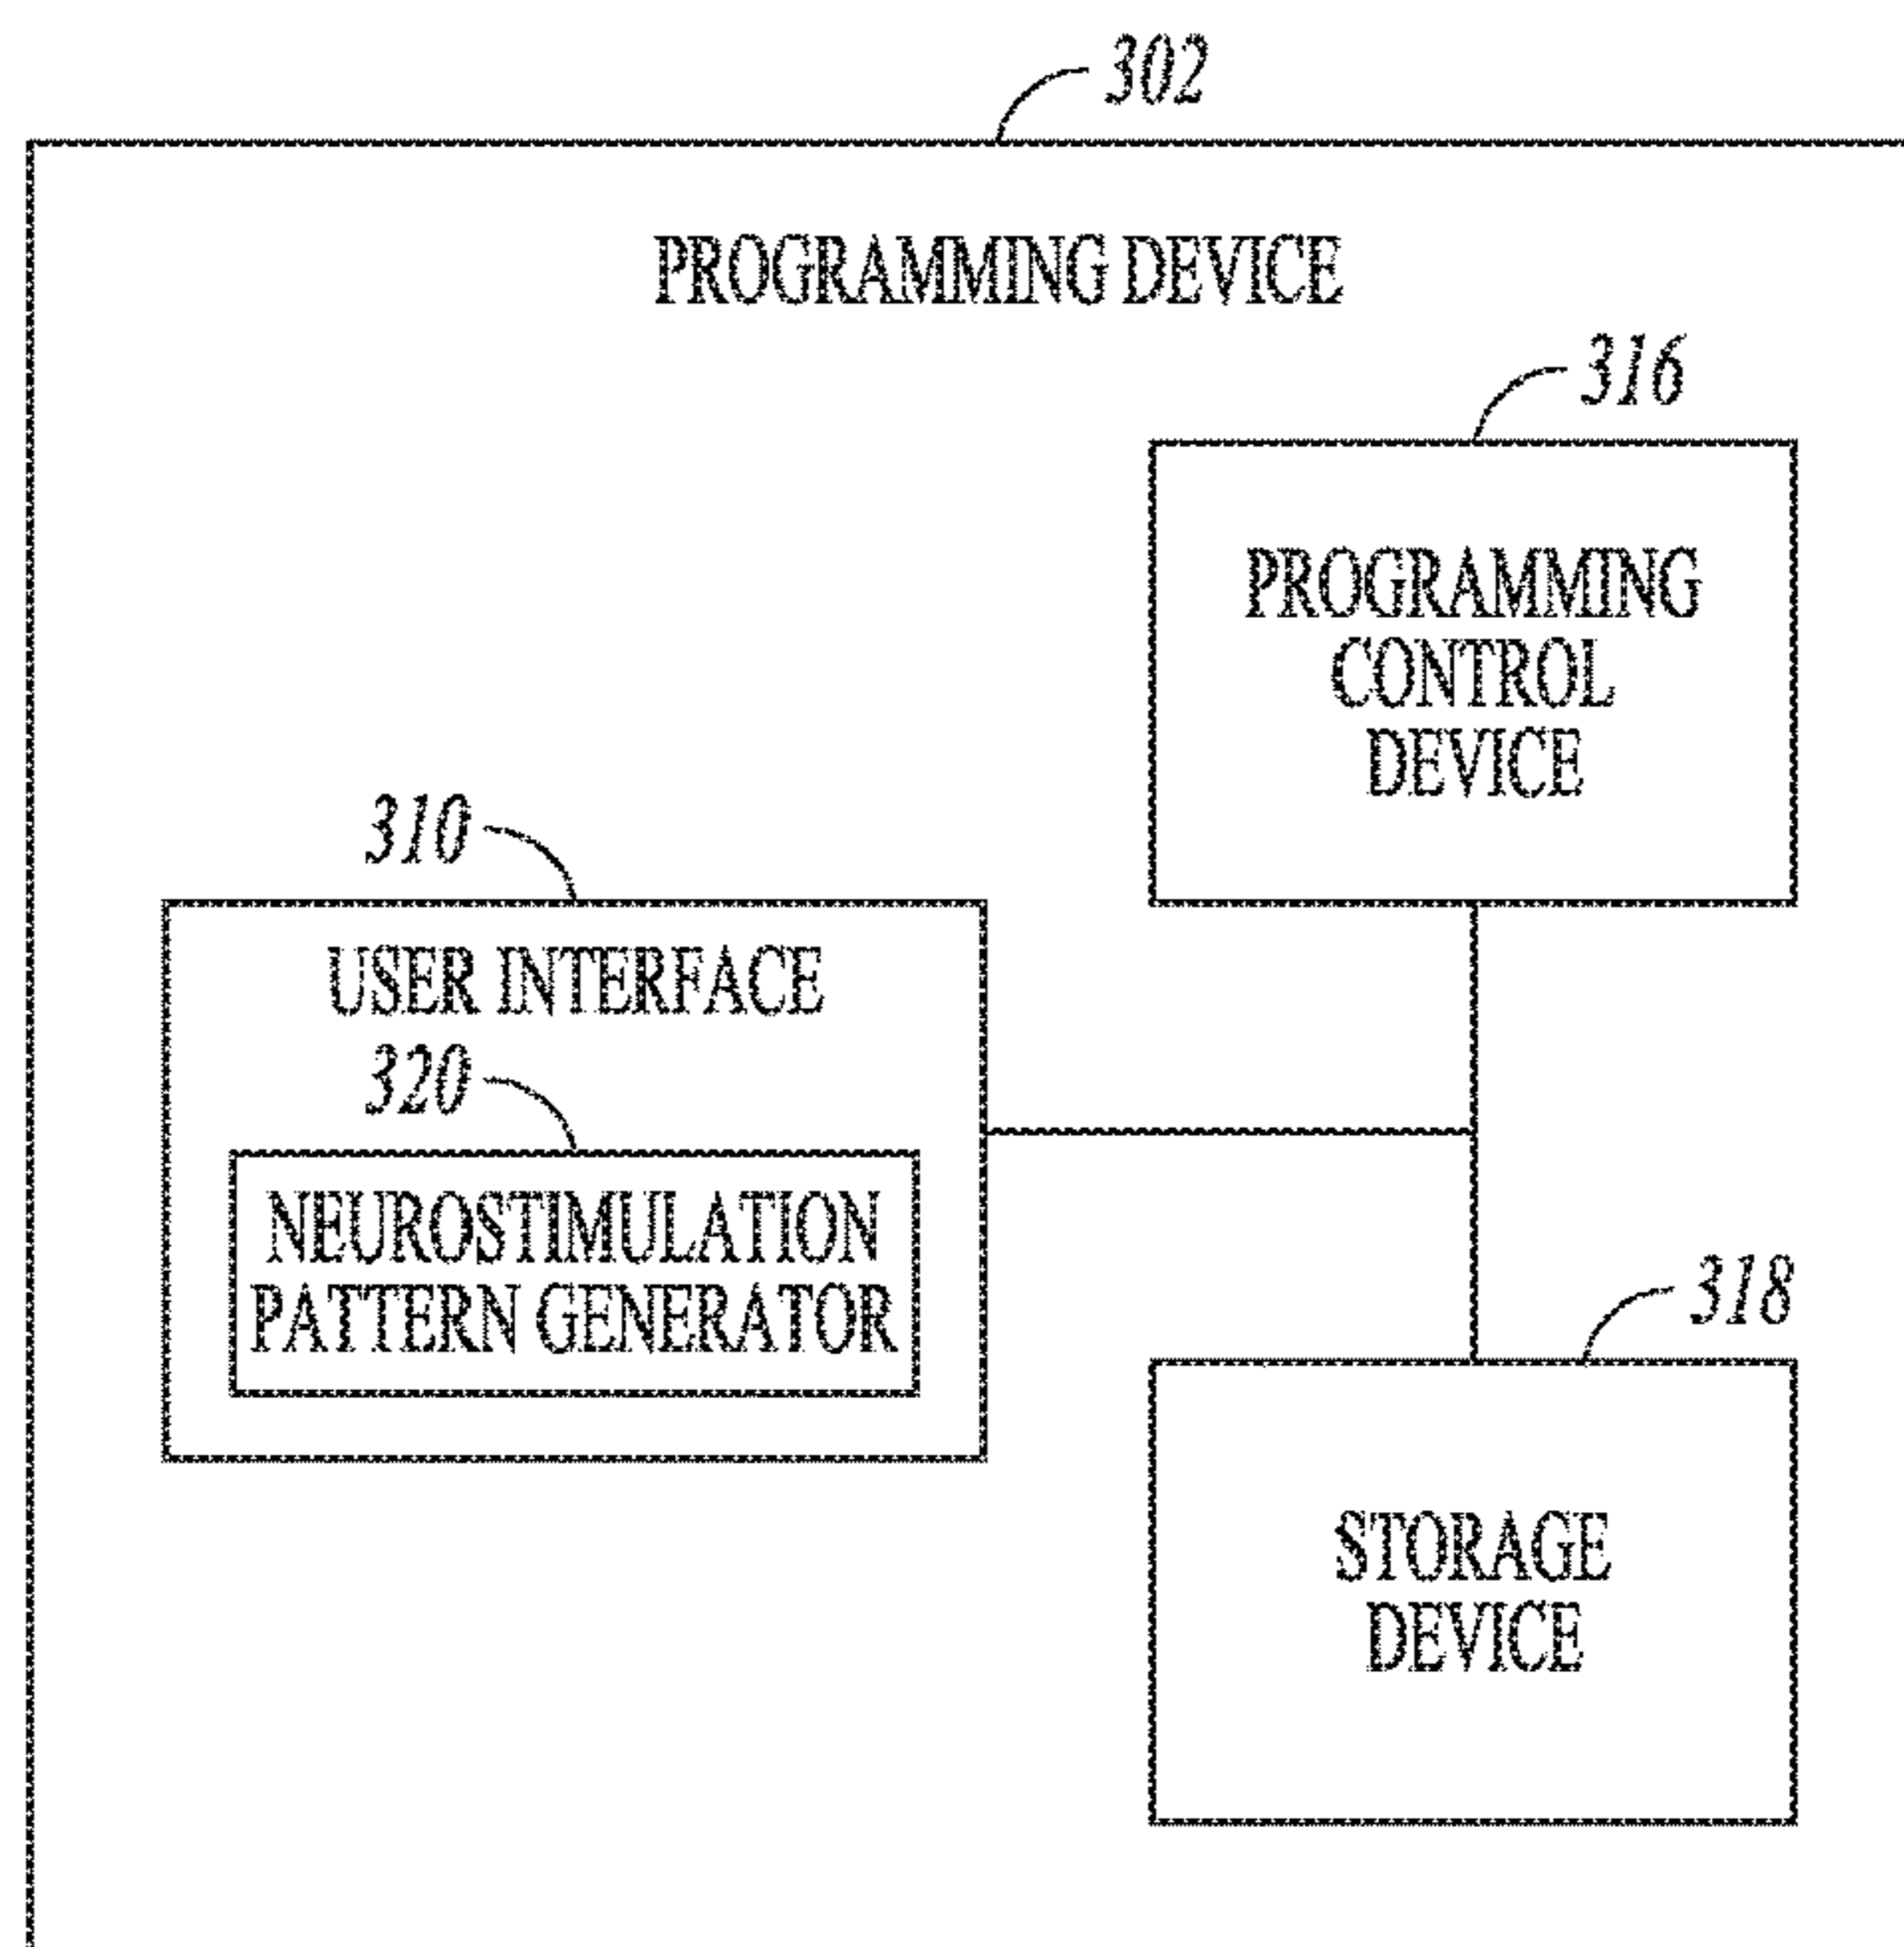 302
PROGRAMMING DEVICE
316
PROGRAMMING
CONTROL
DEVICE
310
USER INTERFACE
320
NEUROSTIMULATION
PATTERN GENERATOR
318
STORAGE
DEVICE